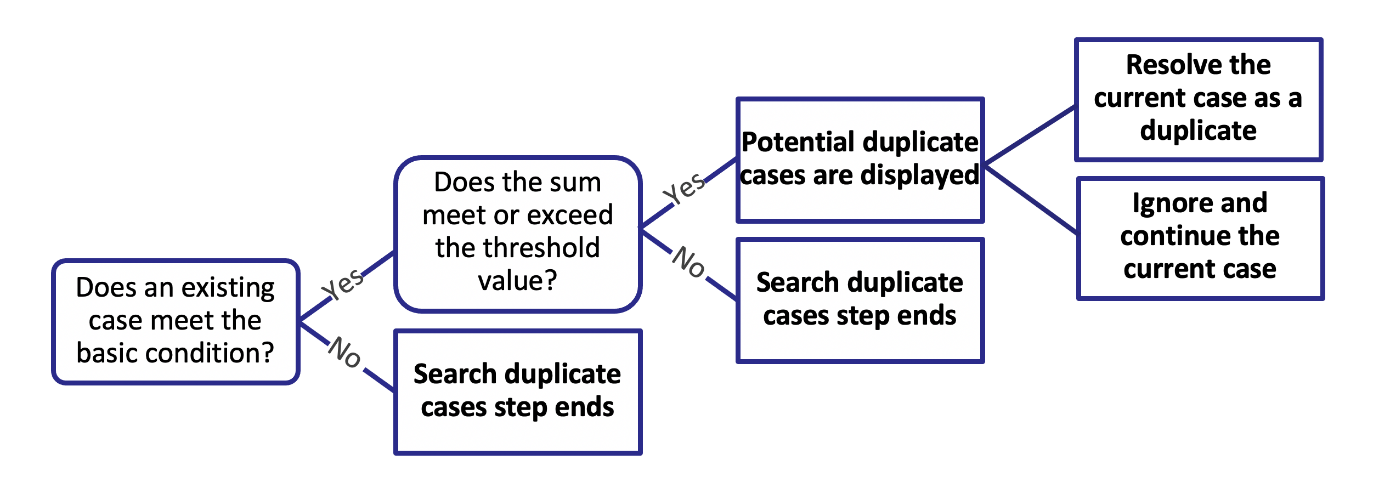 Does an existing
case meet the
basic condition?
Yes
No
Does the sum
meet or exceed
the threshold
value?
Search duplicate
cases step ends
Yes
No
Potential duplicate
cases are displayed
Search duplicate
cases step ends
Resolve the
current case as a
duplicate
Ignore and
continue the
current case